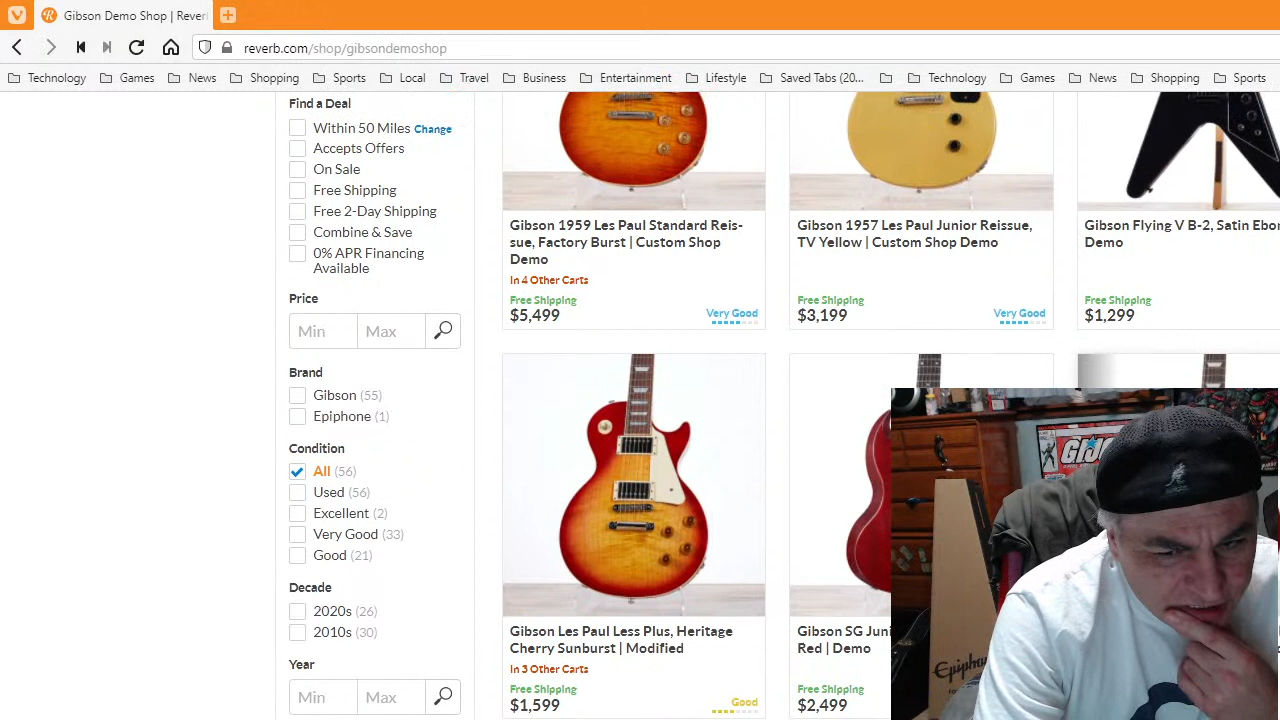 Gibson Demo Shop | Rever
reverb.com/shop/gibsondemoshop
Technology Games News Shopping Sports Local Travel Business Entertainment Lifestyle Saved Tabs (20... Technology Games News Shopping Sports
Find a Deal
Within 50 Miles Change
Accepts Offers
On Sale
Free Shipping
Free 2-Day Shipping
Combine & Save
0% APR Financing
Available
Price
Min Max
Brand
Gibson (55)
Epiphone (1)
Condition
All (56)
Used (56)
Excellent (2)
Very Good (33)
Good (21)
Decade
2020s (26)
2010s (30)
Year
Min Max
Gibson 1959 Les Paul Standard Reis-
sue, Factory Burst | Custom Shop
Demo
In 4 Other Carts
Free Shipping
$5,499 Very Good
Gibson 1957 Les Paul Junior Reissue,
TV Yellow | Custom Shop Demo
Free Shipping
$3,199 Very Good
Gibson Flying V B-2, Satin Ebon
Demo
Free Shipping
$1,299
Gibson Les Paul Less Plus, Heritage
Cherry Sunburst | Modified
In 3 Other Carts
Free Shipping
$1,599 Good
Gibson SG Juni
Red | Demo
Free Shipping
$2,499
GI JOE
Epiphone